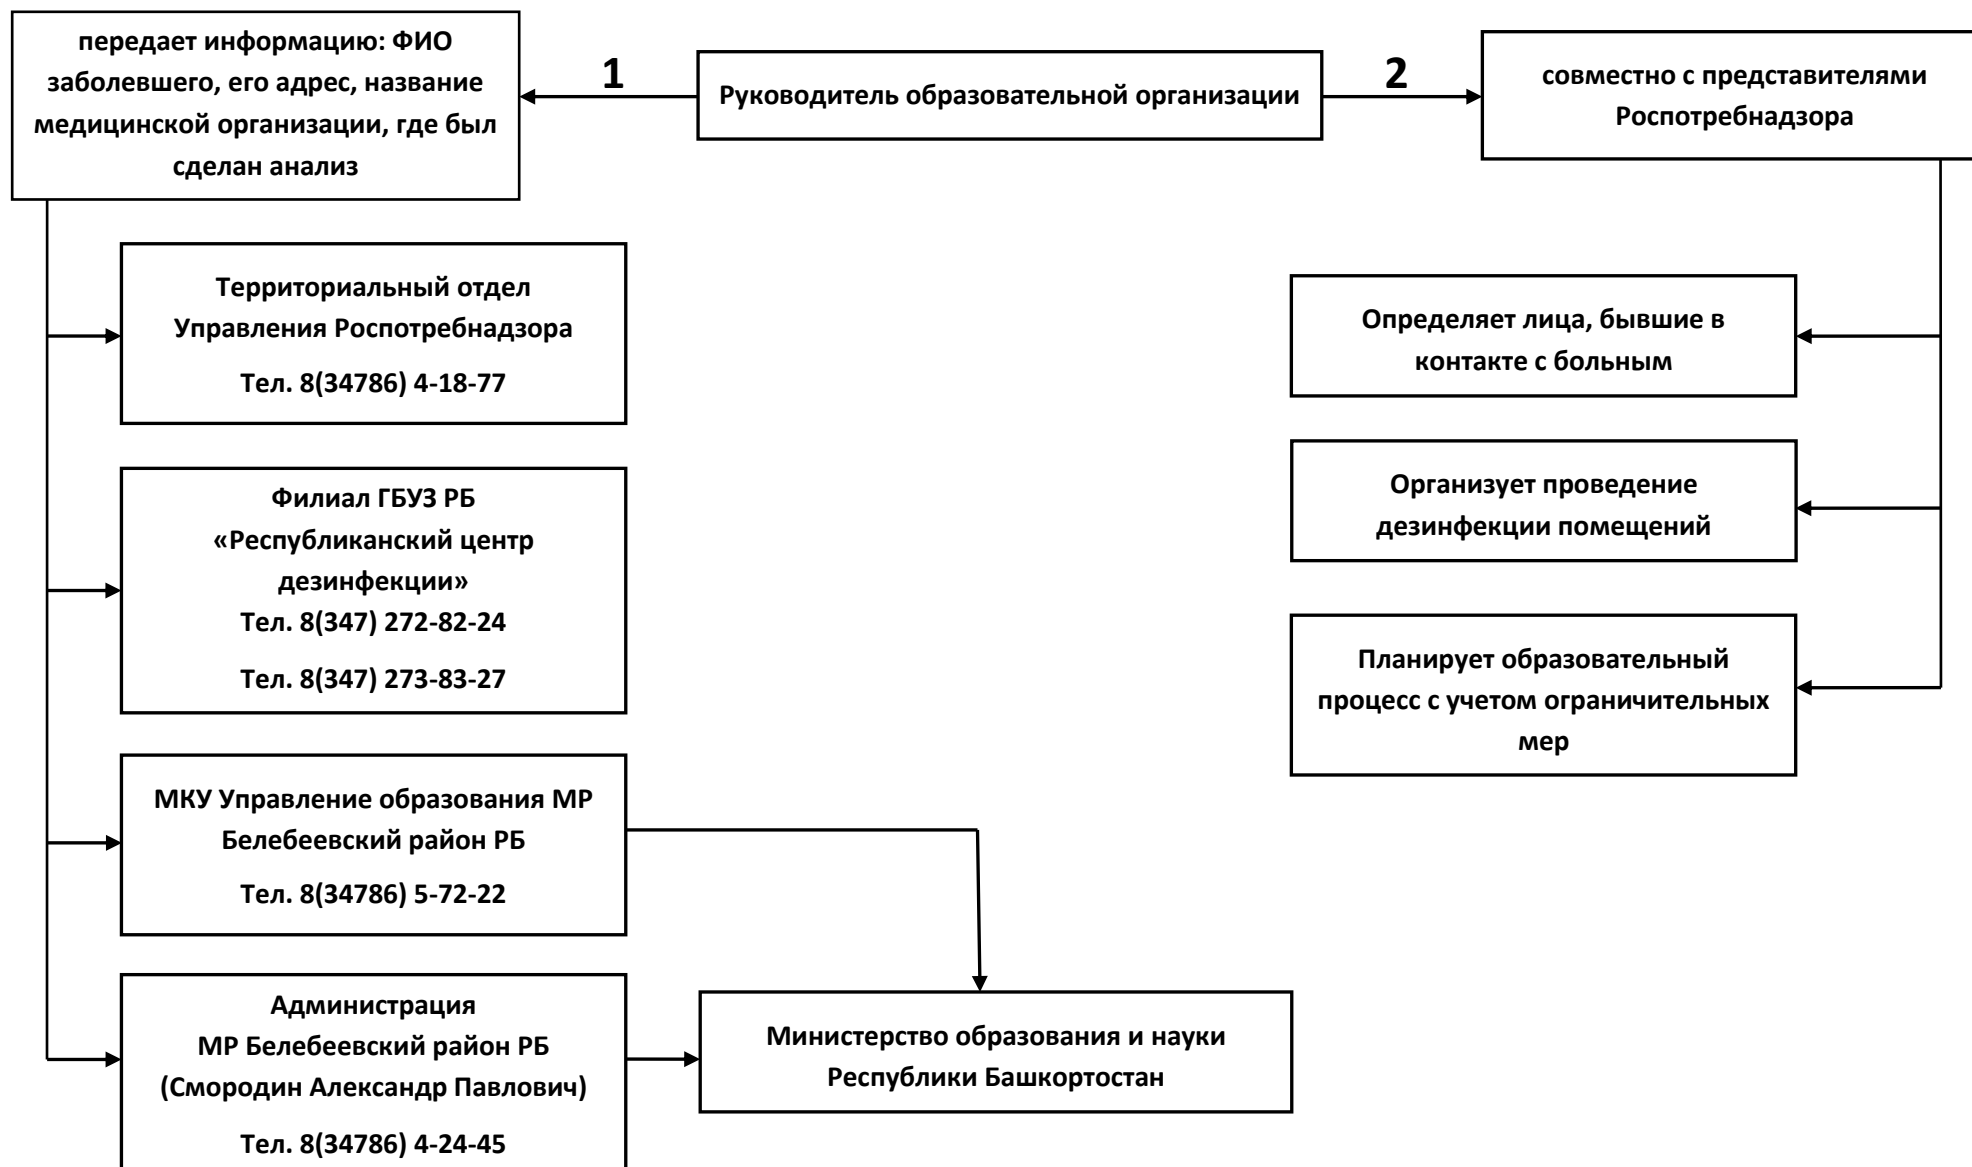 передает информацию: ФИО
заболевшего, его адрес, название
медицинской организации, где был
сделан анализ
1
Руководитель образовательной организации
2
совместно с представителями
Роспотребнадзора
Территориальный отдел
Управления Роспотребнадзора
Тел. 8(34786) 4-18-77
Филиал ГБУЗ РБ
«Республиканский центр
дезинфекции»
Тел. 8(347) 272-82-24
Тел. 8(347) 273-83-27
МКУ Управление образования МР
Белебеевский район РБ
Тел. 8(34786) 5-72-22
Администрация
МР Белебеевский район РБ
(Смородин Александр Павлович)
Тел. 8(34786) 4-24-45
Министерство образования и науки
Республики Башкортостан
Определяет лица, бывшие в
контакте с больным
Организует проведение
дезинфекции помещений
Планирует образовательный
процесс с учетом ограничительных
мер